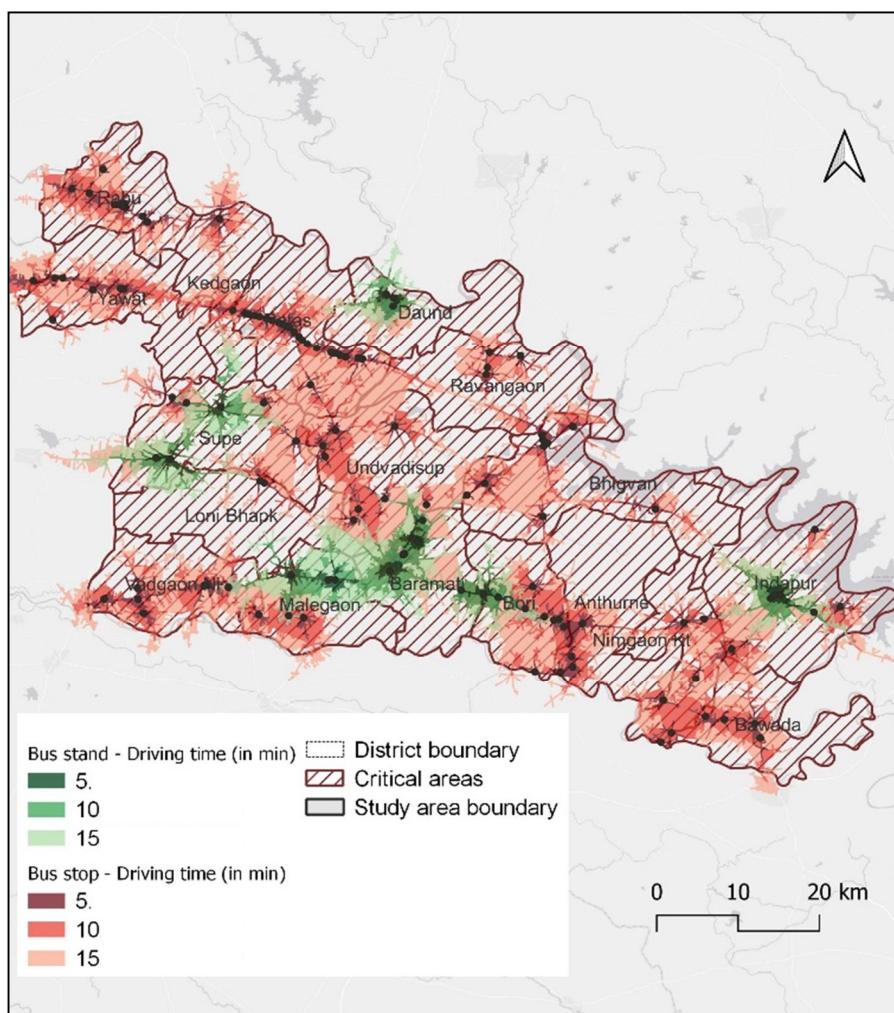 Rahu
Kedgaon
Yawat
Daund
Patas
Ravangaon
Supe
Undvadisup
Bhigvan
Loni Bhapk
Baramati
Indapur
Malegaon
Bori
Anthurne
Nimgaon Kt
Bawada
Bus stand - Driving time (in min)
5.
10
15
Bus stop - Driving time (in min)
5.
10
15
District boundary
Critical areas
Study area boundary
0 10 20 km